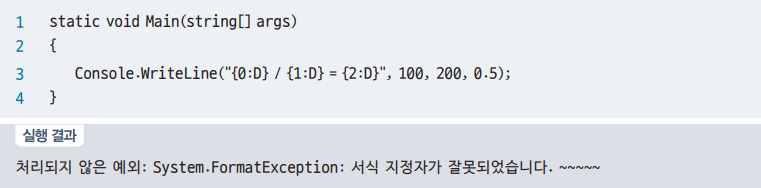 1 static void Main(string[] args)
2 {
3 Console.WriteLine("{0:D} / {1:D} = {2:D}", 100, 200, 0.5);
4 }
실행 결과
처리되지 않은 예외: System.FormatException: 서식 지정자가 잘못되었습니다. ~~~~~